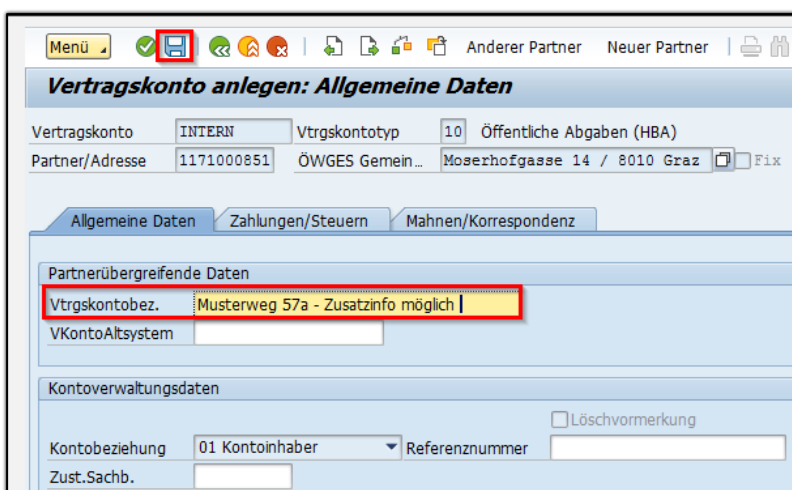 Menü Anderer Partner Neuer Partner
Vertragskonto anlegen: Allgemeine Daten
Vertragskonto INTERN Vtrgskontotyp 10 Öffentliche Abgaben (HBA)
Partner/Adresse 1171000851 ÖWGES Gemein... Moserhofgasse 14 / 8010 Graz Fix
Allgemeine Daten Zahlungen/Steuern Mahnen/Korrespondenz
Partnerübergreifende Daten
Vtrgskontobez. Musterweg 57a - Zusatzinfo möglich
VKontoAltsystem
Kontoverwaltungsdaten
Löschvormerkung
Kontobeziehung 01 Kontoinhaber Referenznummer
Zust.Sachb.